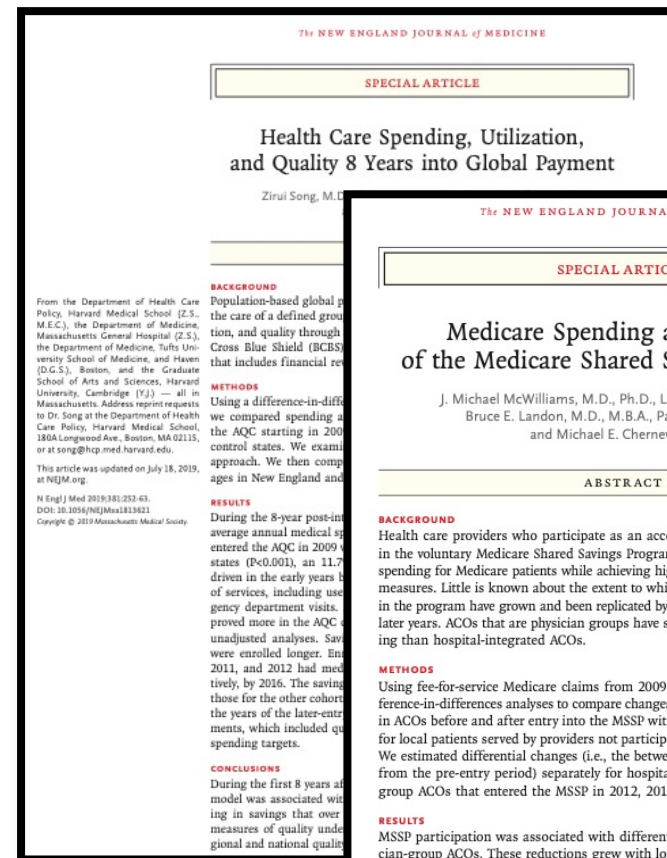 The NEW ENGLAND JOURNAL of MEDICINE
SPECIAL ARTICLE
Health Care Spending, Utilization,
and Quality 8 Years into Global Payment
Zirui Song, M.D
From the Department of Health Care
Policy, Harvard Medical School (Z.S.,
M.E.C.), the Department of Medicine,
Massachusetts General Hospital (Z.S.),
the Department of Medicine, Tufts Uni-
versity School of Medicine, and Haven
(D.G.S.), Boston, and the Graduate
School of Arts and Sciences, Harvard
University, Cambridge (Y.J.) — all in
Massachusetts. Address reprint requests
to Dr. Song at the Department of Health
Care Policy, Harvard Medical School,
180A Longwood Ave., Boston, MA 02115,
or at song@hcp.med.harvard.edu.
This article was updated on July 18, 2019,
at NEJM.org.
N Engl J Med 2019;381:252-63.
DOI: 10.1056/NEJMsa1813621
Copyright © 2019 Massachusetts Medical Society.
BACKGROUND
Population-based global p
the care of a defined grou
tion, and quality through
Cross Blue Shield (BCBS)
that includes financial re
METHODS
Using a difference-in-diffe
we compared spending a
the AQC starting in 200
control states. We exami
approach. We then comp
ages in New England and
RESULTS
During the 8-year post-int
average annual medical sp
entered the AQC in 2009
states (P<0.001), an 11.7
driven in the early years b
of services, including use
gency department visits.
proved more in the AQC
unadjusted analyses. Savi
were enrolled longer. En
2011, and 2012 had med
tively, by 2016. The saving
those for the other cohort
the years of the later-entr
ments, which included qu
spending targets.
CONCLUSIONS
During the first 8 years af
model was associated wit
ing in savings that over
measures of quality unde
gional and national quality
The NEW ENGLAND JOURNA
SPECIAL ARTIC
Medicare Spending a
of the Medicare Shared S
J. Michael McWilliams, M.D., Ph.D., L
Bruce E. Landon, M.D., M.B.A., Pa
and Michael E. Cherne
ABSTRACT
BACKGROUND
Health care providers who participate as an acc
in the voluntary Medicare Shared Savings Progra
spending for Medicare patients while achieving hi
measures. Little is known about the extent to whi
in the program have grown and been replicated by
later years. ACOs that are physician groups have s
ing than hospital-integrated ACOs.
METHODS
Using fee-for-service Medicare claims from 2009
ference-in-differences analyses to compare changes
in ACOs before and after entry into the MSSP wit
for local patients served by providers not particip
We estimated differential changes (i.e., the betwe
from the pre-entry period) separately for hospita
group ACOs that entered the MSSP in 2012, 201
RESULTS
MSSP participation was associated with differen
cian-group ACOs. These reductions grew with lo